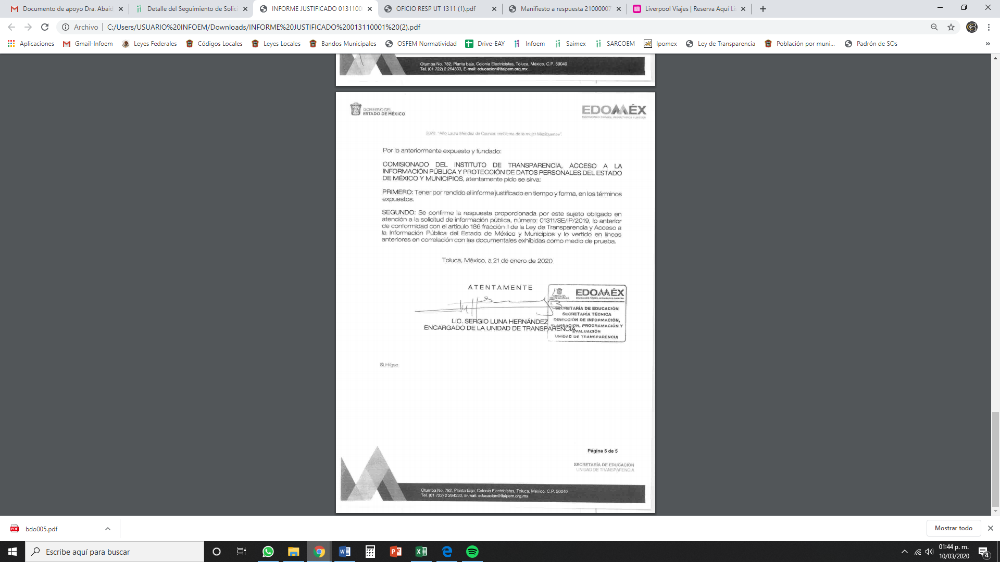 Documento de apoyo Dra. Abaid
Detalle del Seguimiento de Solici
INFORME JUSTIFICADO 0131100
OFICIO RESP UT 1311 (1).pdf
Manifiesto a respuesta 21000007
Liverpool Viajes | Reserva Aquí Li
Archivo
C:/Users/USUARIO%20INFOEM/Downloads/INFORME%20JUSTIFICADO%20013110001%20(2).pdf
Aplicaciones
Gmail-Infoem
Leyes Federales
Códigos Locales
Leyes Locales
Bandos Municipales
OSFEM Normatividad
Drive-EAY
Infoem
Saimex
SARCOEM
Ipomex
Ley de Transparencia
Población por muni...
Padrón de SOs
Otumba No. 782, Planta baja, Colonia Electricistas, Toluca, México. C.P. 50040
Tel. (01 722) 2 264333, E-mail: educacion@itaipem.org.mx
GOBIERNO DEL
ESTADO DE MÉXICO
EDOMÉX
DECISIONES FIRMES, RESULTADOS FUERTES
2020. "Año Laura Méndez de Cuenca; emblema de la mujer Mexiquense".
Por lo anteriormente expuesto y fundado:
COMISIONADO DEL INSTITUTO DE TRANSPARENCIA, ACCESO A LA
INFORMACIÓN PÚBLICA Y PROTECCIÓN DE DATOS PERSONALES DEL ESTADO
DE MÉXICO Y MUNICIPIOS, atentamente pido se sirva:
PRIMERO: Tener por rendido el informe justificado en tiempo y forma, en los términos
expuestos.
SEGUNDO: Se confirme la respuesta proporcionada por este sujeto obligado en
atención a la solicitud de información pública, número: 01311/SE/IP/2019, lo anterior
de conformidad con el artículo 186 fracción II de la Ley de Transparencia y Acceso a
la Información Pública del Estado de México y Municipios y lo vertido en líneas
anteriores en correlación con las documentales exhibidas como medio de prueba.
Toluca, México, a 21 de enero de 2020
ATENTAMENTE
LIC. SERGIO LUNA HERNÁNDEZ
ENCARGADO DE LA UNIDAD DE TRANSPARENCIA
EDOMÉX
DECISIONES FIRMES, RESULTADOS FUERTES.
SECRETARÍA DE EDUCACIÓN
SECRETARÍA TÉCNICA
DIRECCIÓN DE INFORMACIÓN,
PLANEACIÓN, PROGRAMACIÓN Y
EVALUACIÓN
UNIDAD DE TRANSPARENCIA
SLH/gsc
Página 5 de 5
SECRETARÍA DE EDUCACIÓN
UNIDAD DE TRANSPARENCIA
Otumba No. 782, Planta baja, Colonia Electricistas, Toluca, México. C.P. 50040
Tel. (01 722) 2 264333, E-mail: educacion@itaipem.org.mx
bdo005.pdf
Mostrar todo
Escribe aquí para buscar
01:44 p. m.
10/03/2020
4